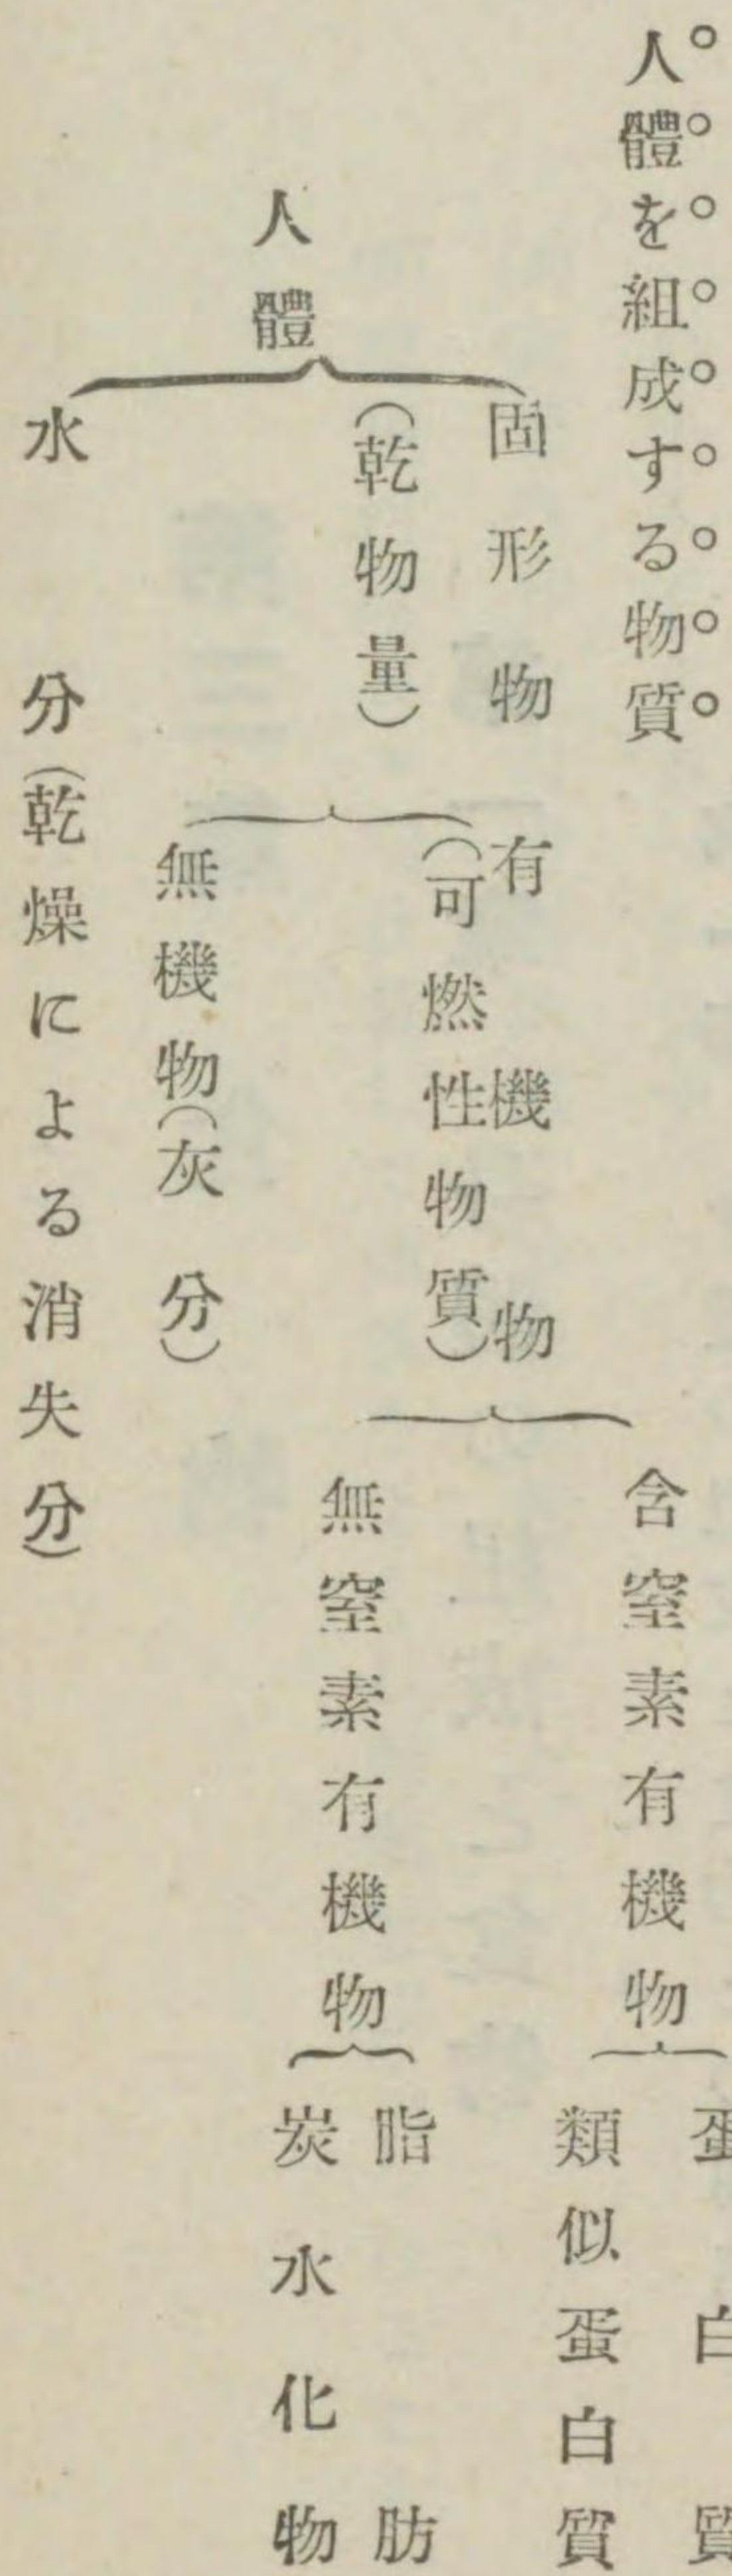 人體を組成する物質
人體
固形物
(乾物量)
有機物
(可燃性物質)
含窒素有機物
蛋白質
類似蛋白質
無窒素有機物
脂肪
炭水化物
無機物(灰分)
水分(乾燥による消失分)